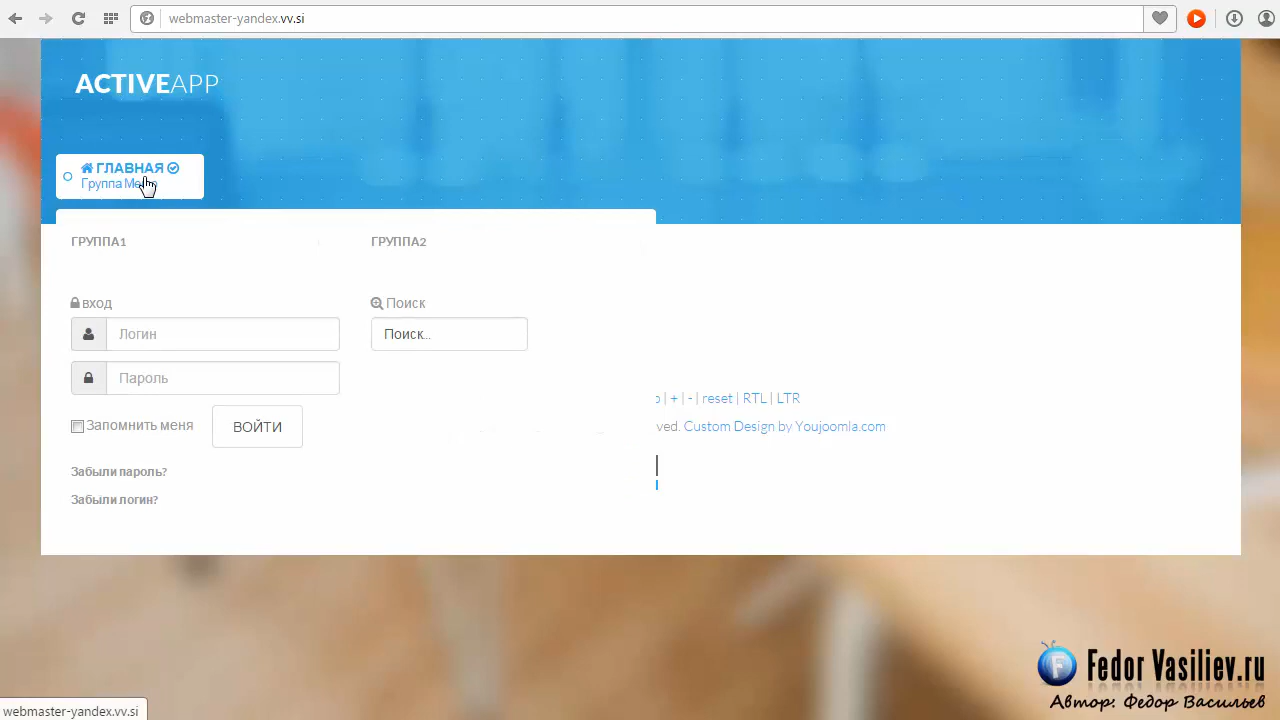 webmaster-yandex.vv.si
ACTIVEAPP
ГЛАВНАЯ
Группа
ГРУППА1
ГРУППА2
вход
Поиск
Логин
Поиск...
Пароль
Запомнить меня
ВОЙТИ
Забыли пароль?
Забыли логин?
| + | - | reset | RTL | LTR
Custom Design by Youjoomla.com
Fedor Vasiliev.ru
Автор: Федор Васильев
webmaster-yandex.vv.si